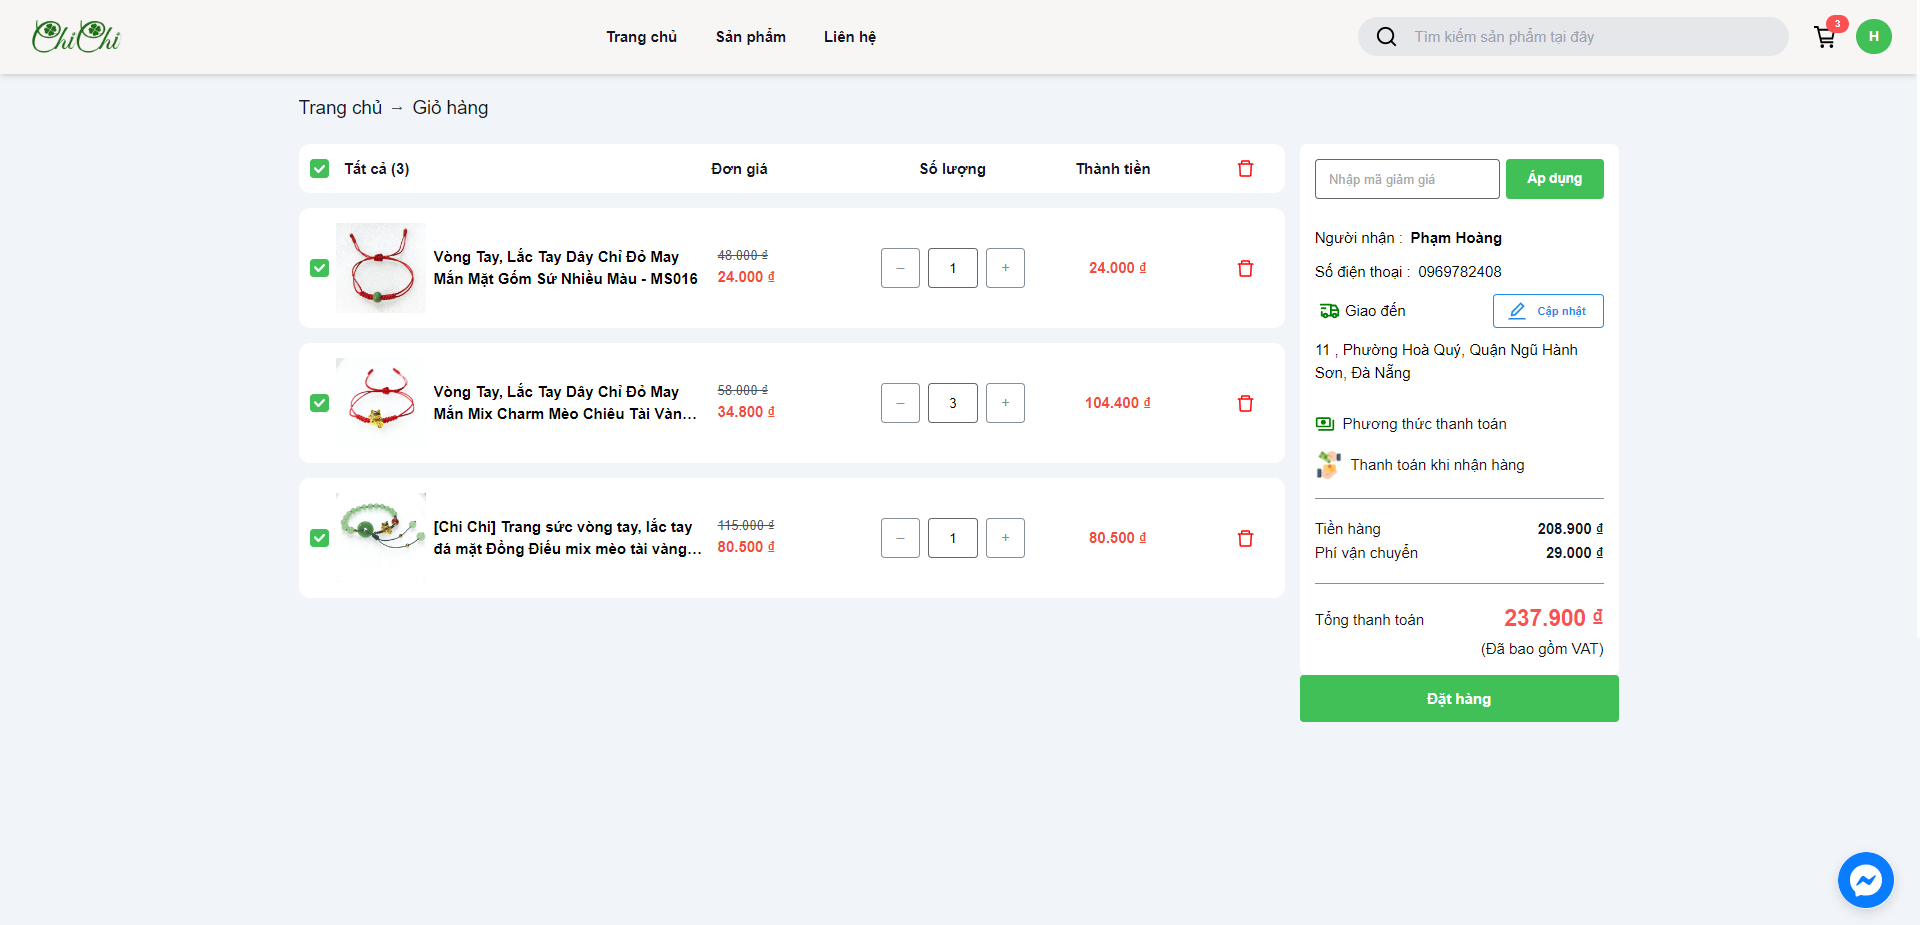 ChiChi
Trang chủ
Sản phẩm
Liên hệ
Tìm kiếm sản phẩm tại đây
3
H
Trang chủ → Giỏ hàng
Tất cả (3)
Đơn giá
Số lượng
Thành tiền
Vòng Tay, Lắc Tay Dây Chỉ Đỏ May
Mắn Mặt Gốm Sứ Nhiều Màu - MS016
48.000 ₫
24.000 ₫
−
1
+
24.000 ₫
Vòng Tay, Lắc Tay Dây Chỉ Đỏ May
Mắn Mix Charm Mèo Chiêu Tài Vàn...
58.000 ₫
34.800 ₫
−
3
+
104.400 ₫
[Chi Chi] Trang sức vòng tay, lắc tay
đá mặt Đồng Điếu mix mèo tài vàng...
115.000 ₫
80.500 ₫
−
1
+
80.500 ₫
Nhập mã giảm giá
Áp dụng
Người nhận : Phạm Hoàng
Số điện thoại : 0969782408
Giao đến
Cập nhật
11 , Phường Hoà Quý, Quận Ngũ Hành
Sơn, Đà Nẵng
Phương thức thanh toán
Thanh toán khi nhận hàng
Tiền hàng
208.900 ₫
Phí vận chuyển
29.000 ₫
Tổng thanh toán
237.900 ₫
(Đã bao gồm VAT)
Đặt hàng